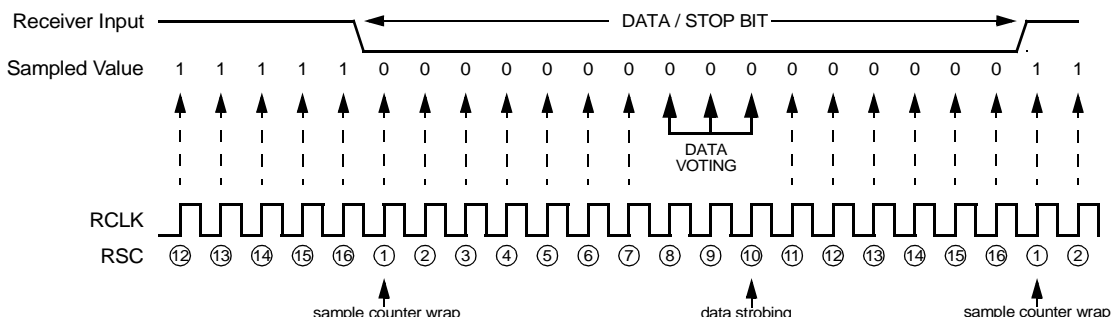 Receiver Input
DATA / STOP BIT
Sampled Value 1 1 1 1 1 0 0 0 0 0 0 0 0 0 0 0 0 0 0 0 0 1 1
DATA
VOTING
RCLK
RSC 12 13 14 15 16 1 2 3 4 5 6 7 8 9 10 11 12 13 14 15 16 1 2
sample counter wrap data strobing sample counter wrap